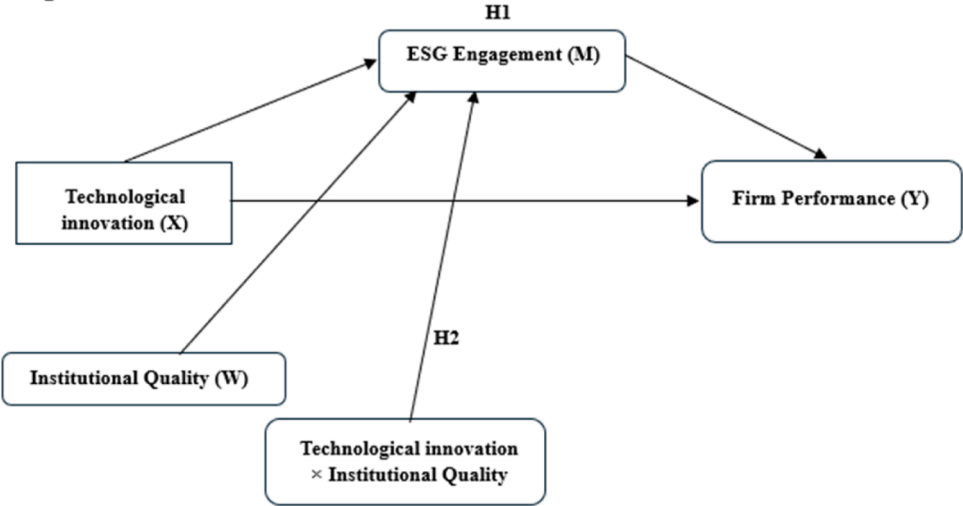 H1
ESG Engagement (M)
Technological
innovation (X)
Firm Performance (Y)
H2
Institutional Quality (W)
Technological innovation
× Institutional Quality